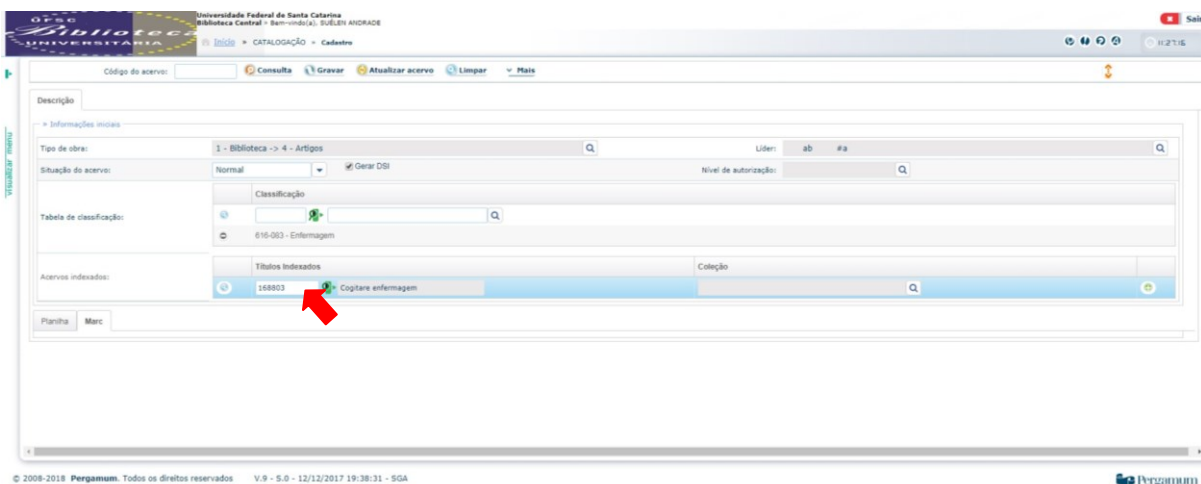 UFSC
Biblioteca
UNIVERSITÁRIA
Universidade Federal de Santa Catarina
Biblioteca Central - Bem-vindo(a), SUÉLEN ANDRADE
Sair
Início > CATALOGAÇÃO > Cadastro
11:27:16
Código do acervo: Consulta Gravar Atualizar acervo Limpar Mais
visualizar menu
Descrição
Informações iniciais
Tipo de obra: 1 - Biblioteca -> 4 - Artigos Líder: ab #a
Situação do acervo: Normal Gerar DSI Nível de autorização:
Classificação
Tabela de classificação:
616-083 - Enfermagem
Títulos Indexados Coleção
Acervos indexados:
168803 Cogitare enfermagem
Planilha Marc
© 2008-2018 Pergamum. Todos os direitos reservados V.9 - 5.0 - 12/12/2017 19:38:31 - SGA
Pergamum